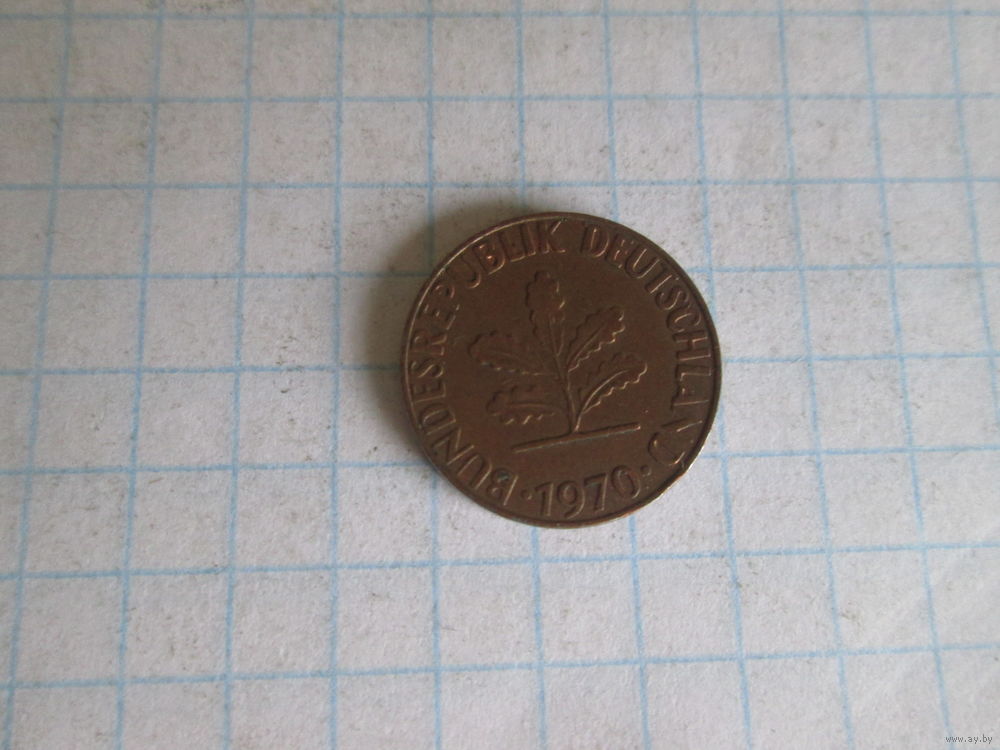 BUNDESREPUBLIK DEUTSCHLAND
· 1970 ·
www.ay.by